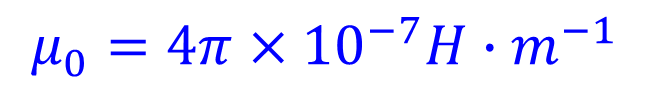 μ₀ = 4π × 10⁻⁷H · m⁻¹